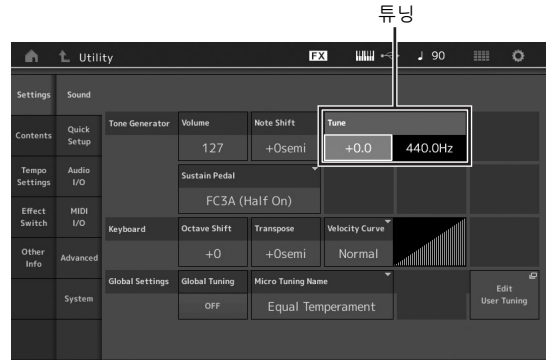 튜닝
Utility
FX
90
Settings
Sound
Contents
Quick Setup
Tempo Settings
Audio I/O
Effect Switch
MIDI I/O
Other Info
Advanced
System
Tone Generator
Volume
127
Note Shift
+0semi
Tune
+0.0
440.0Hz
Sustain Pedal
FC3A (Half On)
Keyboard
Octave Shift
+0
Transpose
+0semi
Velocity Curve
Normal
Global Settings
Global Tuning
OFF
Micro Tuning Name
Equal Temperament
Edit
User Tuning